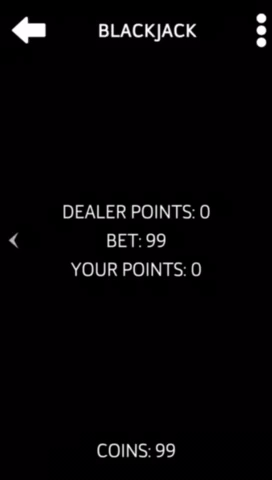 BLACKJACK
DEALER POINTS: 0
BET: 99
YOUR POINTS: 0
COINS: 99